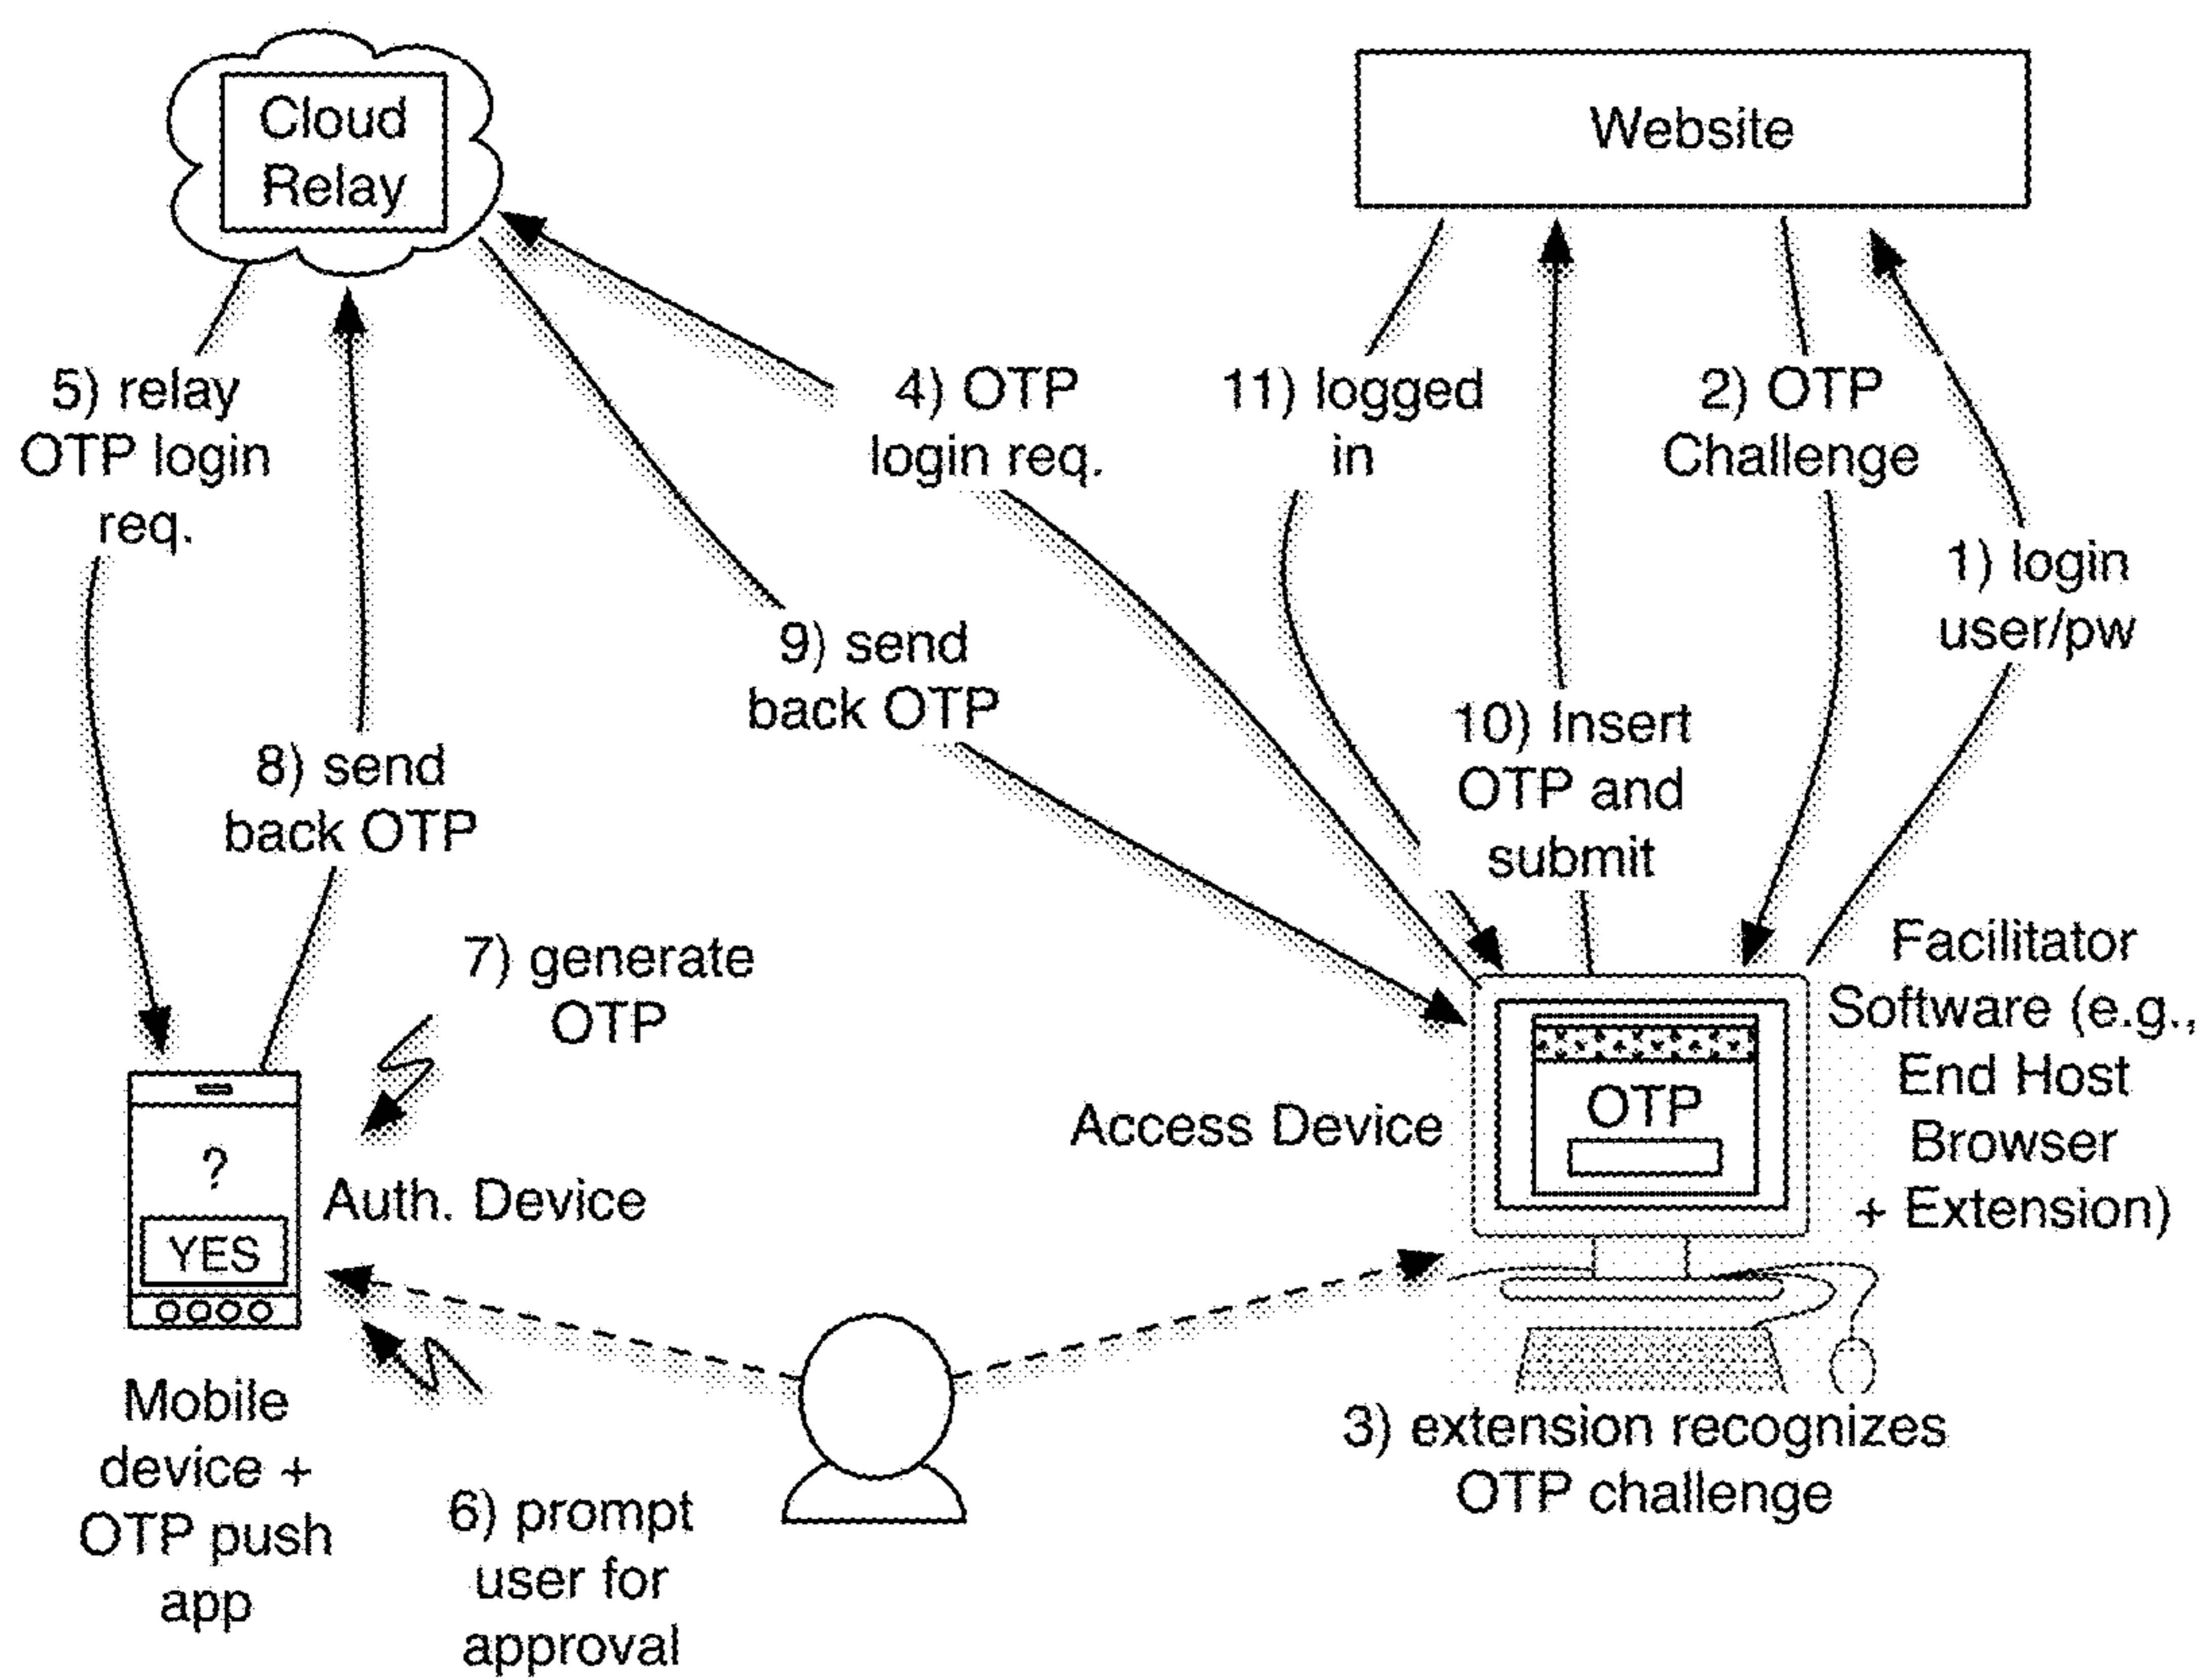 Cloud
Relay
Website
5) relay
OTP login
req.
4) OTP
login req.
11) logged
in
2) OTP
Challenge
1) login
user/pw
9) send
back OTP
10) Insert
OTP and
submit
8) send
back OTP
7) generate
OTP
Facilitator
Software (e.g.,
End Host
Browser
+ Extension)
Access Device
OTP
?
YES
Auth. Device
Mobile
device +
OTP push
app
6) prompt
user for
approval
3) extension recognizes
OTP challenge